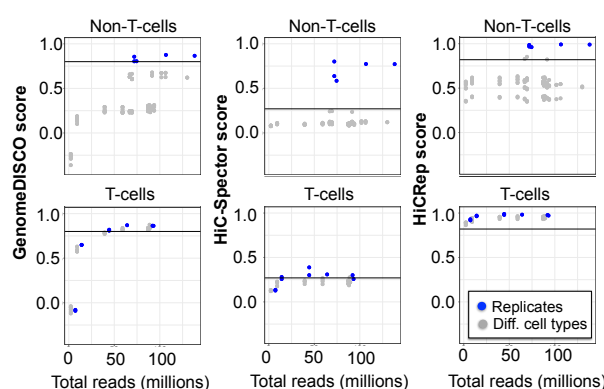 Non-T-cells
Non-T-cells
Non-T-cells
GenomeDISCO score
1.0
0.5
0.0
HiC-Spector score
1.0
0.5
0.0
HiCRep score
1.0
0.5
0.0
T-cells
T-cells
T-cells
1.0
0.5
0.0
1.0
0.5
0.0
1.0
0.5
0.0
Replicates
Diff. cell types
0 50 100
0 50 100
0 50 100
Total reads (millions)
Total reads (millions)
Total reads (millions)